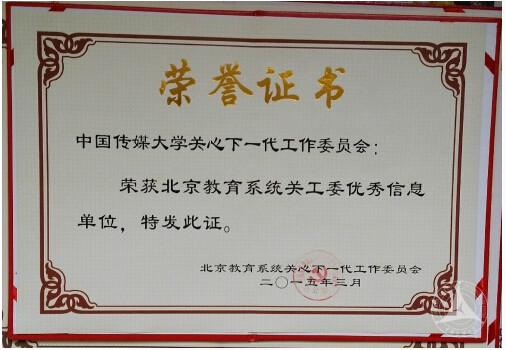 荣誉证书
中国传媒大学关心下一代工作委员会：
荣获北京教育系统关工委优秀信息
单位，特发此证。
北京教育系统关心下一代工作委员会
二〇一五年三月